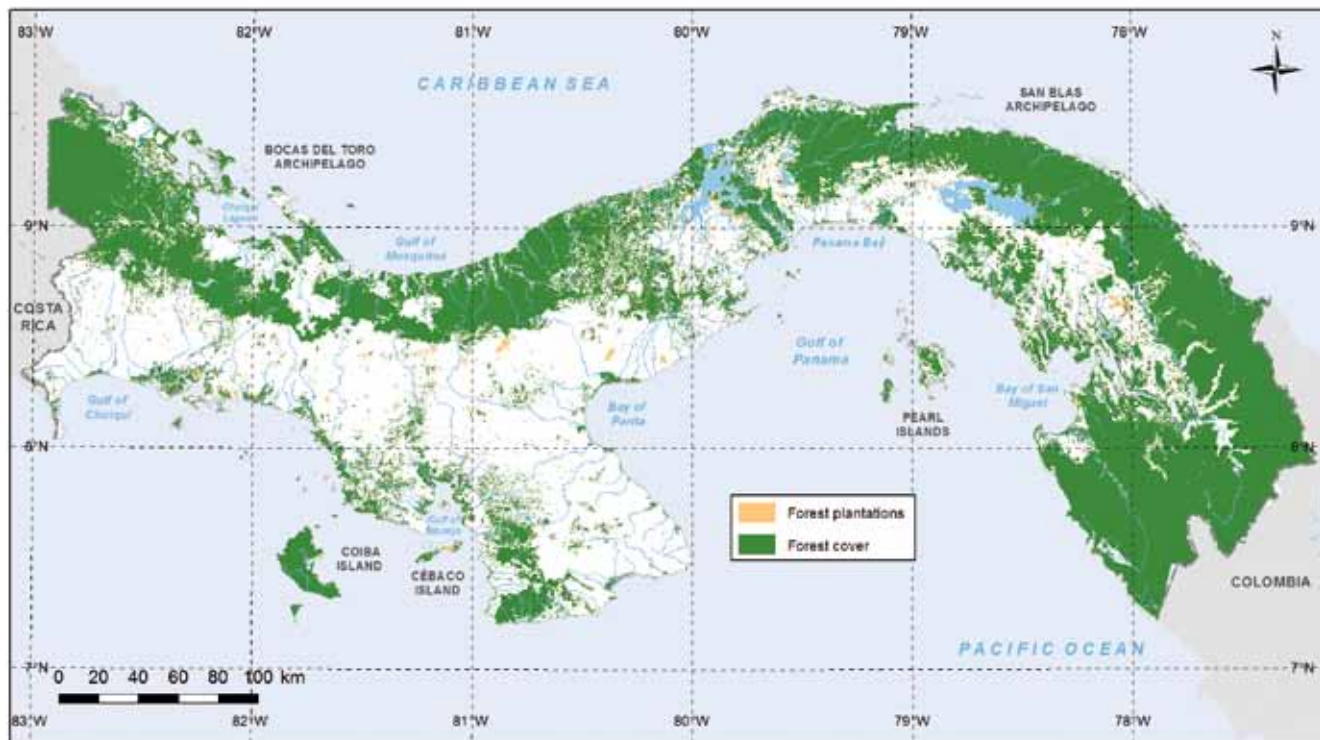 83°W 82°W 81°W 80°W 79°W 78°W
N
CARIBBEAN SEA
SAN BLAS
ARCHIPELAGO
BOCAS DEL TORO
ARCHIPELAGO
Lagoon
9°N 9°N
Gulf of
Mosquitos
Panama Bay
COSTA
RICA
Gulf of
Panama
Gulf of
Chiriquí
Bay of
Parita
Bay of San
Miguel
PEARL
ISLANDS
8°N 8°N
Forest plantations
Forest cover
Gulf of
COIBA
ISLAND
CÉBACO
ISLAND
COLOMBIA
PACIFIC OCEAN
7°N 7°N
0 20 40 60 80 100 km
83°W 82°W 81°W 80°W 79°W 78°W